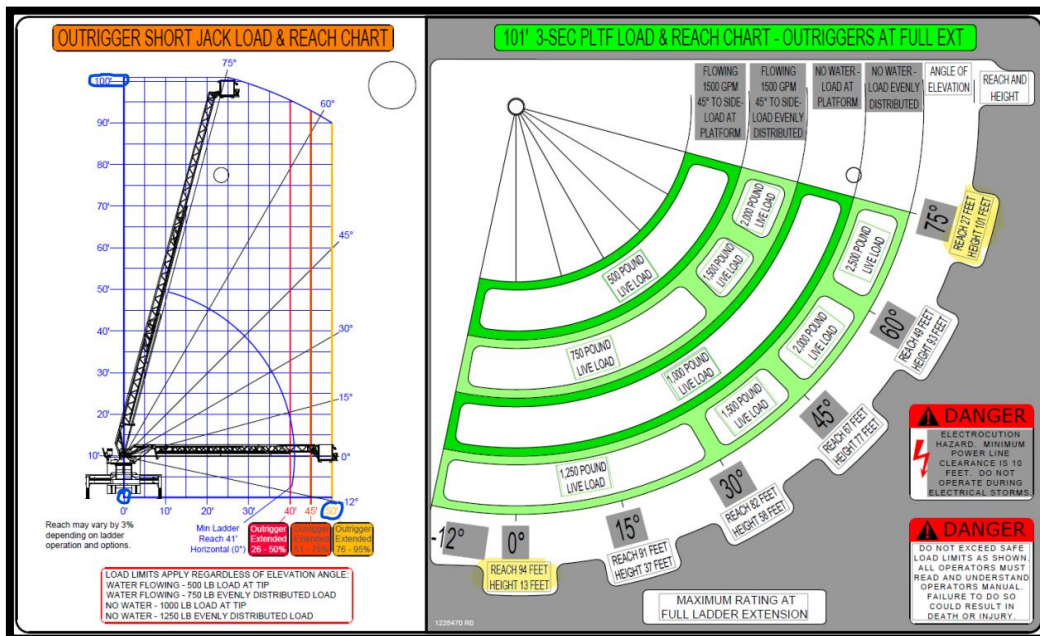 OUTRIGGER SHORT JACK LOAD & REACH CHART
75°
100'
60°
90'
80'
70'
60'
45°
50'
40'
30°
30'
20'
15°
10'
0°
-12°
0'
10'
20'
30'
40'
45'
50'
Reach may vary by 3%
depending on ladder
operation and options.
Min Ladder
Reach 41'
Horizontal (0°)
Outrigger
Extended
26 - 50%
Outrigger
Extended
51 - 75%
Outrigger
Extended
76 - 95%
LOAD LIMITS APPLY REGARDLESS OF ELEVATION ANGLE:
WATER FLOWING - 500 LB LOAD AT TIP
WATER FLOWING - 750 LB EVENLY DISTRIBUTED LOAD
NO WATER - 1000 LB LOAD AT TIP
NO WATER - 1250 LB EVENLY DISTRIBUTED LOAD
101' 3-SEC PLTF LOAD & REACH CHART - OUTRIGGERS AT FULL EXT
FLOWING
1500 GPM
45° TO SIDE-
LOAD AT
PLATFORM
FLOWING
1500 GPM
45° TO SIDE-
LOAD EVENLY
DISTRIBUTED
NO WATER -
LOAD AT
PLATFORM
NO WATER -
LOAD EVENLY
DISTRIBUTED
ANGLE OF
ELEVATION
REACH AND
HEIGHT
500 POUND
LIVE LOAD
2,000 POUND
LIVE LOAD
1,500 POUND
LIVE LOAD
750 POUND
LIVE LOAD
1,000 POUND
LIVE LOAD
2,500 POUND
LIVE LOAD
2,000 POUND
LIVE LOAD
1,500 POUND
LIVE LOAD
1,250 POUND
LIVE LOAD
75°
REACH 27 FEET
HEIGHT 101 FEET
60°
REACH 49 FEET
HEIGHT 93 FEET
45°
REACH 67 FEET
HEIGHT 77 FEET
30°
REACH 82 FEET
HEIGHT 58 FEET
15°
REACH 91 FEET
HEIGHT 37 FEET
0°
REACH 94 FEET
HEIGHT 13 FEET
-12°
MAXIMUM RATING AT
FULL LADDER EXTENSION
1225470 R0
DANGER
ELECTROCUTION
HAZARD. MINIMUM
POWER LINE
CLEARANCE IS 10
FEET. DO NOT
OPERATE DURING
ELECTRICAL STORMS
DANGER
DO NOT EXCEED SAFE
LOAD LIMITS AS SHOWN.
ALL OPERATORS MUST
READ AND UNDERSTAND
OPERATORS MANUAL.
FAILURE TO DO SO
COULD RESULT IN
DEATH OR INJURY.